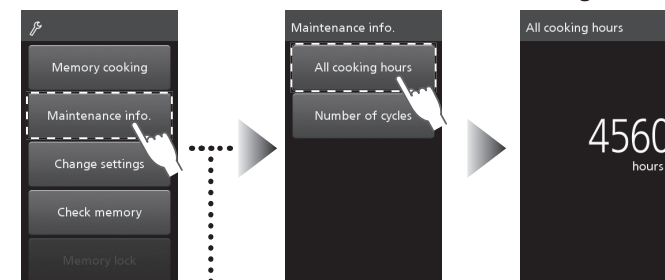 Memory cooking
Maintenance info.
Change settings
Check memory
Memory lock
Maintenance info.
All cooking hours
Number of cycles
All cooking hours
4560
hours